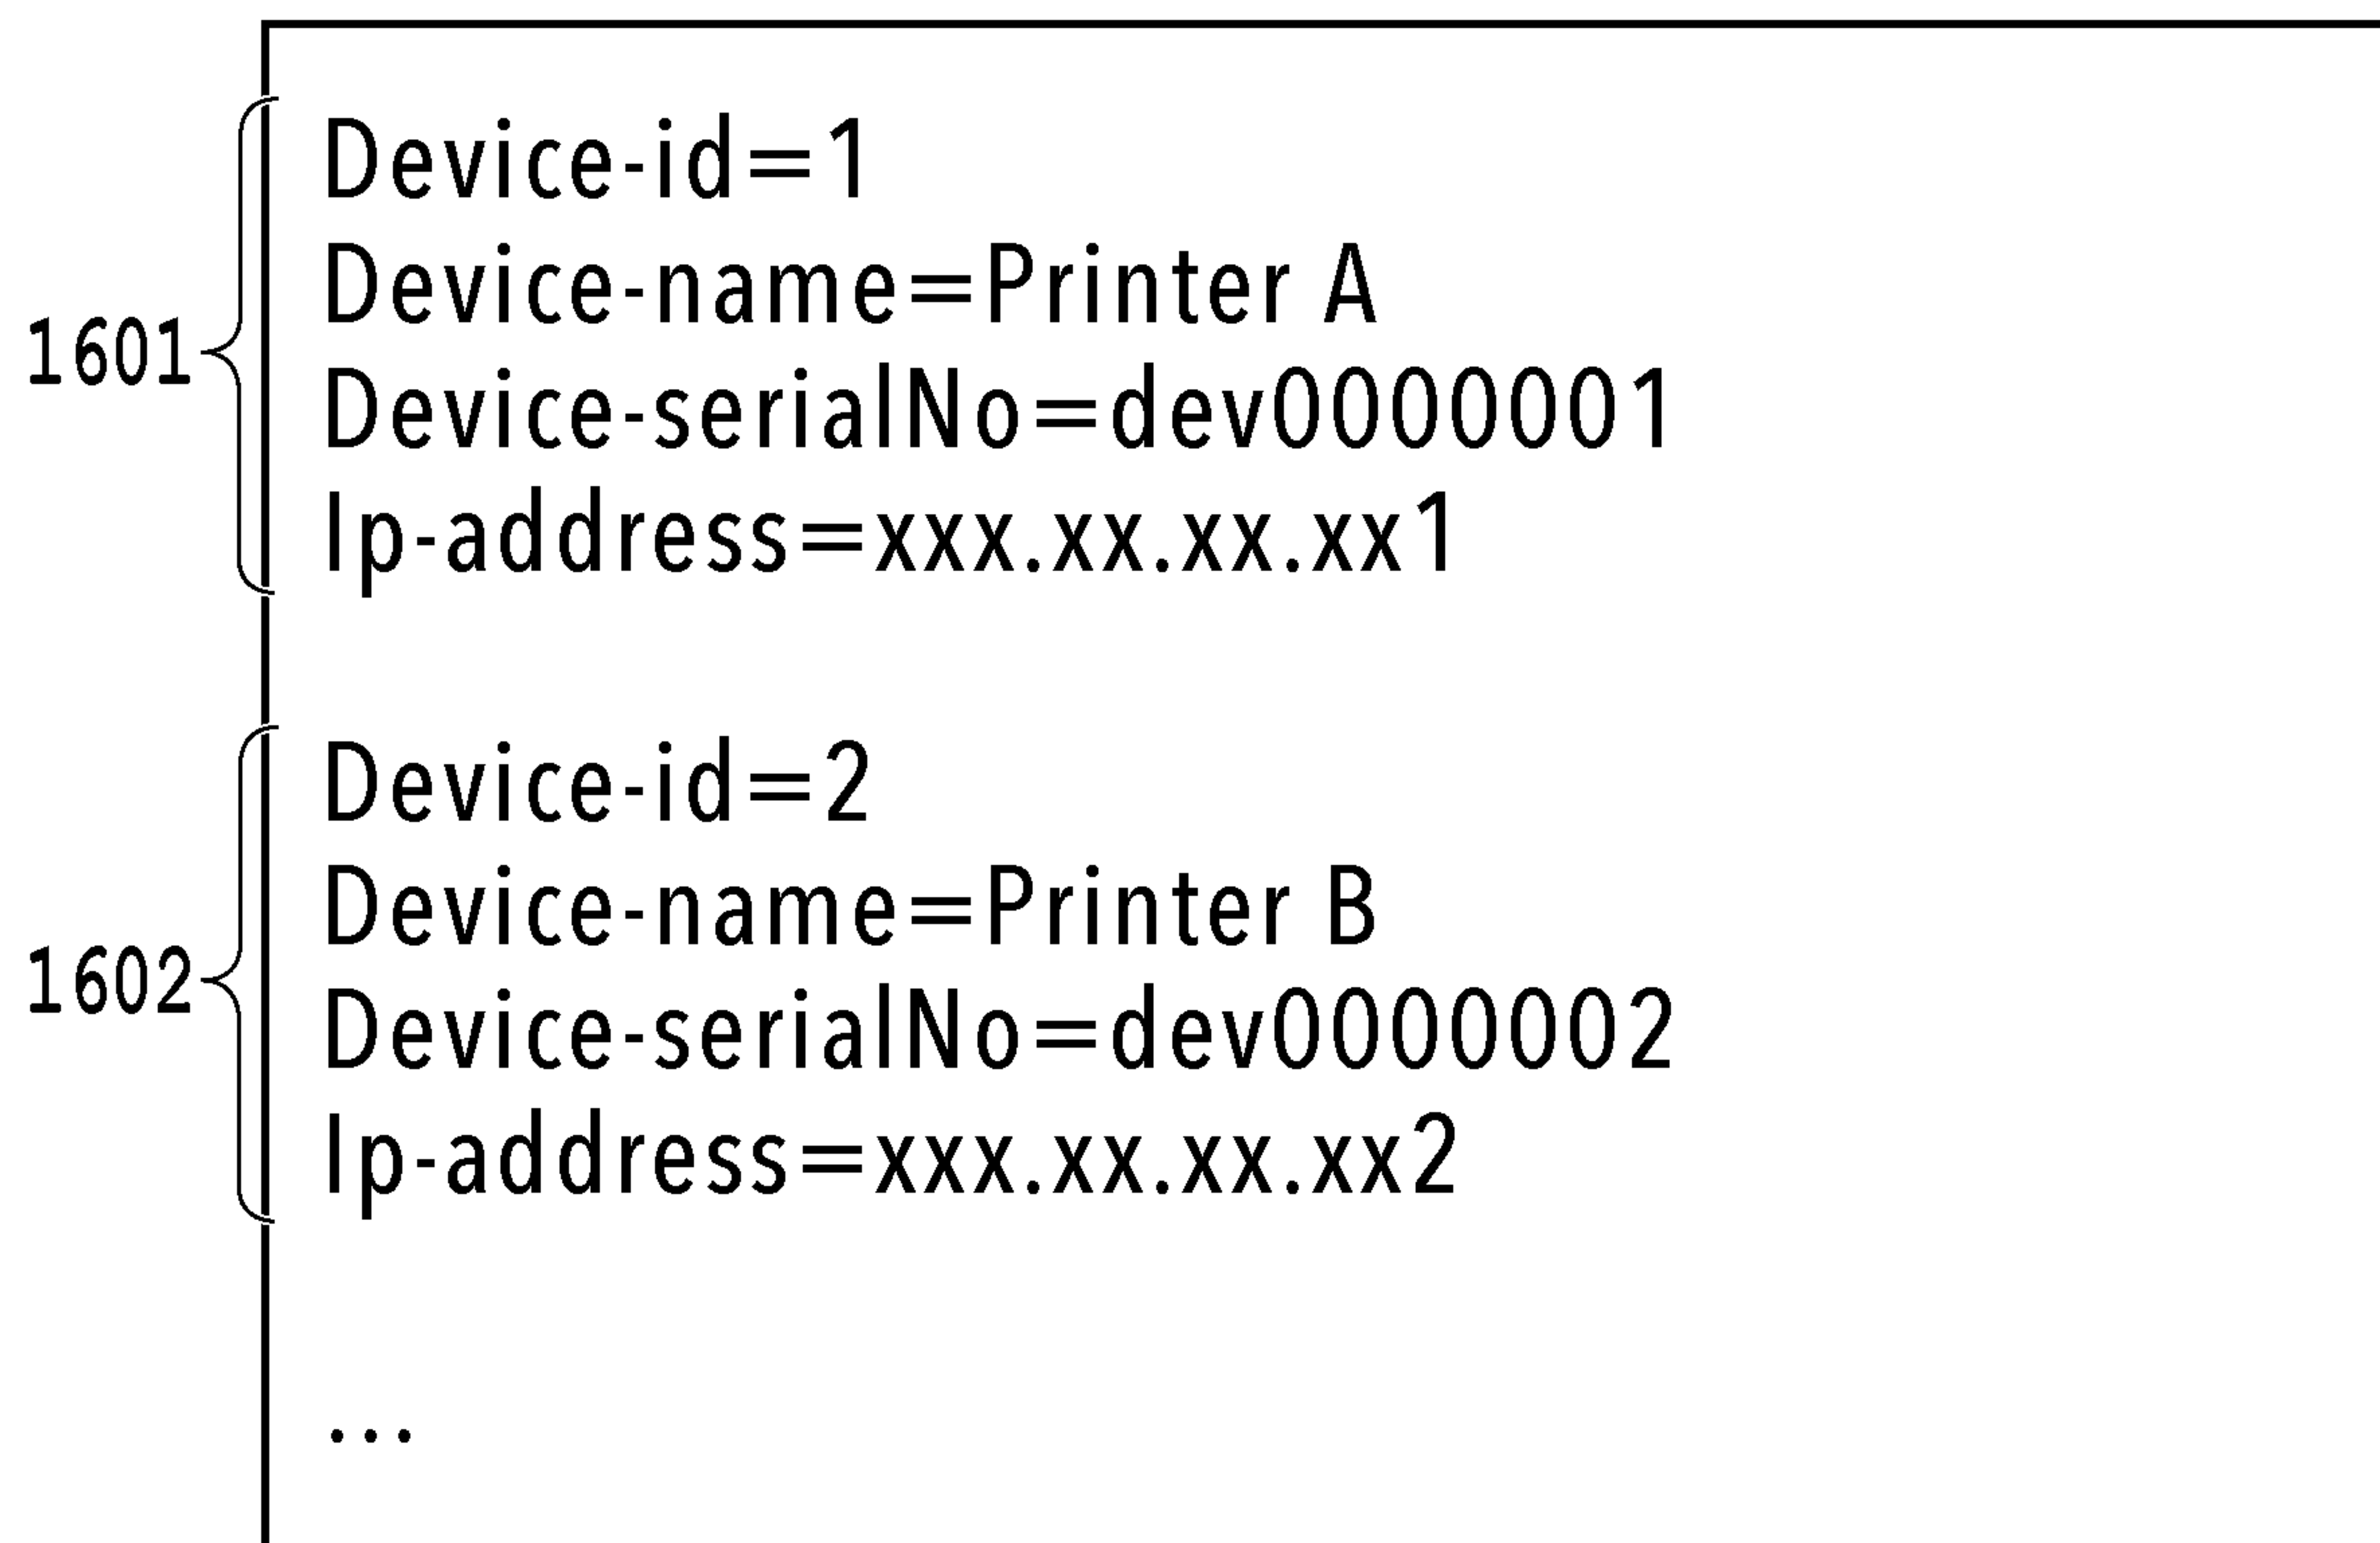 1601
Device-id=1
Device-name=Printer A
Device-serialNo=dev0000001
Ip-address=xxx.xx.xx.xx1
1602
Device-id=2
Device-name=Printer B
Device-serialNo=dev0000002
Ip-address=xxx.xx.xx.xx2
...